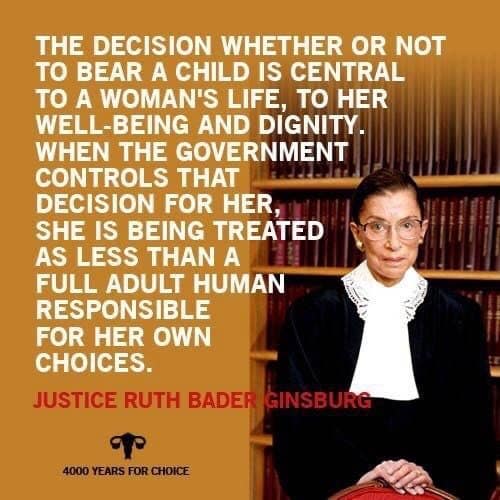 THE DECISION WHETHER OR NOT
TO BEAR A CHILD IS CENTRAL
TO A WOMAN'S LIFE, TO HER
WELL-BEING AND DIGNITY.
WHEN THE GOVERNMENT
CONTROLS THAT
DECISION FOR HER,
SHE IS BEING TREATED
AS LESS THAN A
FULL ADULT HUMAN
RESPONSIBLE
FOR HER OWN
CHOICES.
JUSTICE RUTH BADER GINSBURG
4000 YEARS FOR CHOICE